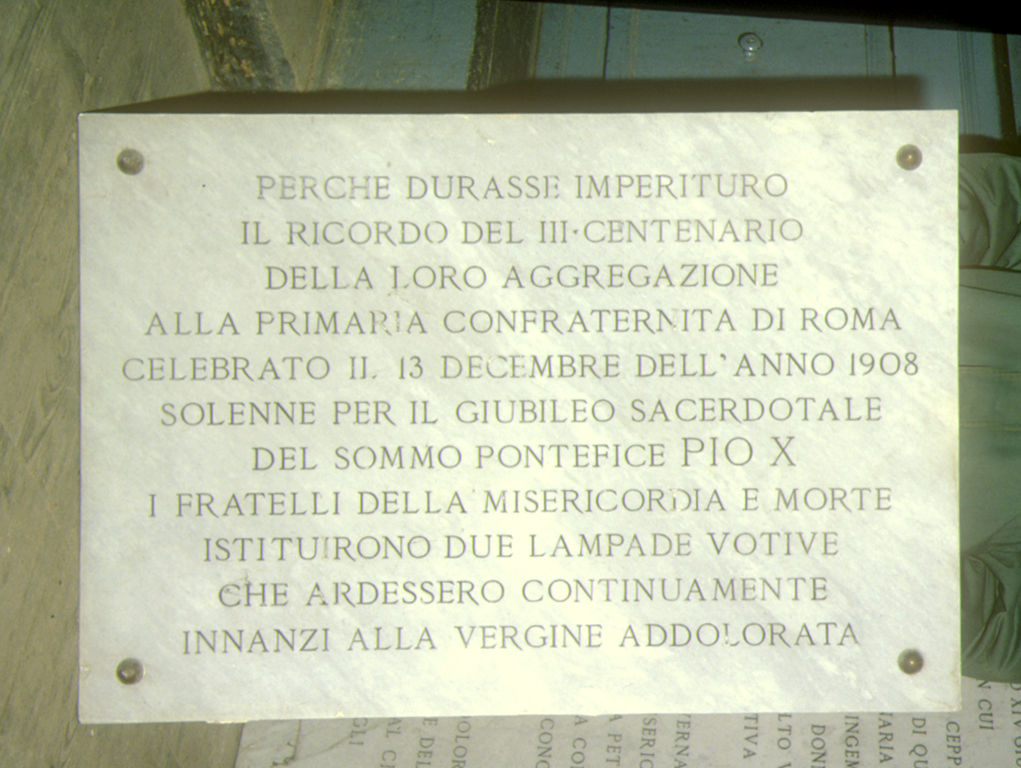 PERCHE DURASSE IMPERITURO
IL RICORDO DEL III·CENTENARIO
DELLA LORO AGGREGAZIONE
ALLA PRIMARIA CONFRATERNITA DI ROMA
CELEBRATO IL 13 DECEMBRE DELL'ANNO 1908
SOLENNE PER IL GIUBILEO SACERDOTALE
DEL SOMMO PONTEFICE PIO X
I FRATELLI DELLA MISERICORDIA E MORTE
ISTITUIRONO DUE LAMPADE VOTIVE
CHE ARDESSERO CONTINUAMENTE
INNANZI ALLA VERGINE ADDOLORATA